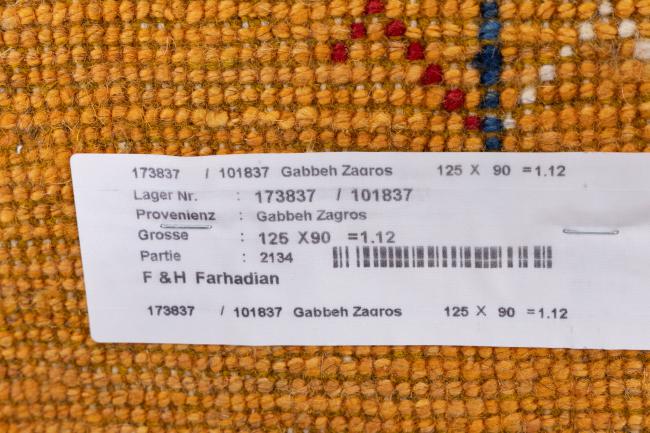 173837 / 101837 Gabbeh Zagros 125 X 90 =1.12
Lager Nr. : 173837 / 101837
Provenienz : Gabbeh Zagros
Grosse : 125 X90 =1.12
Partie : 2134
F & H Farhadian
173837 / 101837 Gabbeh Zagros 125 X 90 =1.12